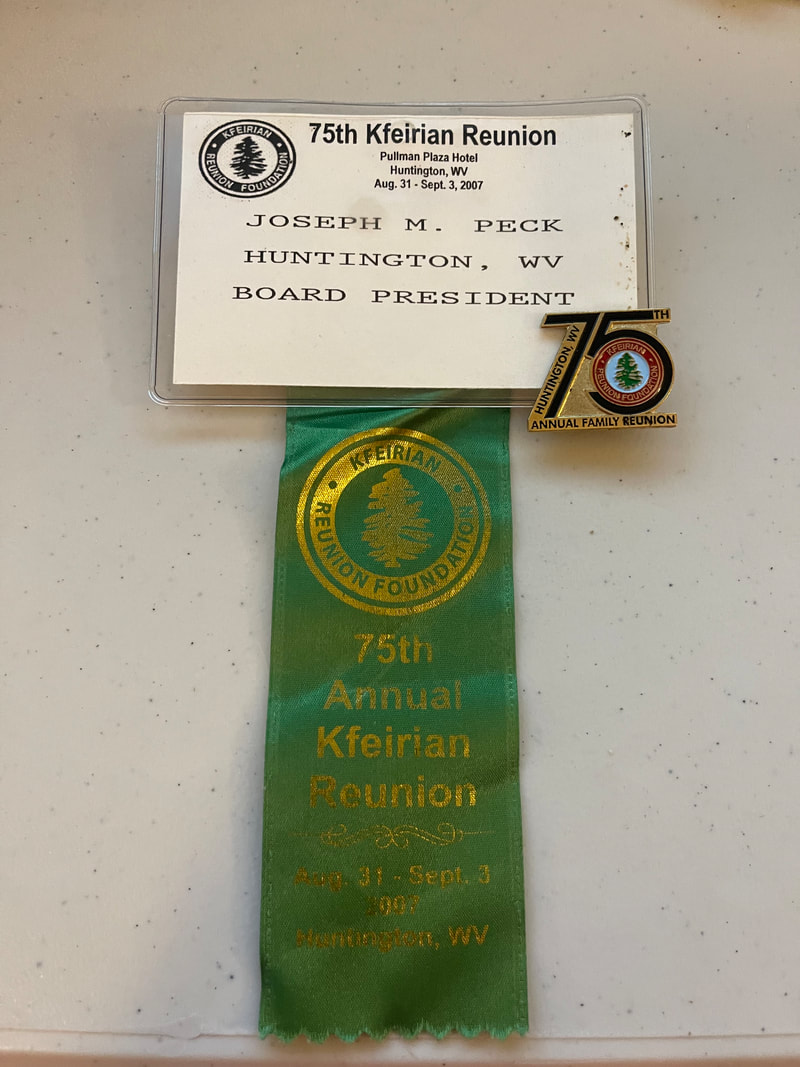 KFEIRIAN
REUNION FOUNDATION
75th Kfeirian Reunion
Pullman Plaza Hotel
Huntington, WV
Aug. 31 - Sept. 3, 2007
JOSEPH M. PECK
HUNTINGTON, WV
BOARD PRESIDENT
75TH
HUNTINGTON, WV
KFEIRIAN
REUNION FOUNDATION
ANNUAL FAMILY REUNION
KFEIRIAN
REUNION FOUNDATION
75th
Annual
Kfeirian
Reunion
Aug. 31 - Sept. 3
2007
Huntington, WV